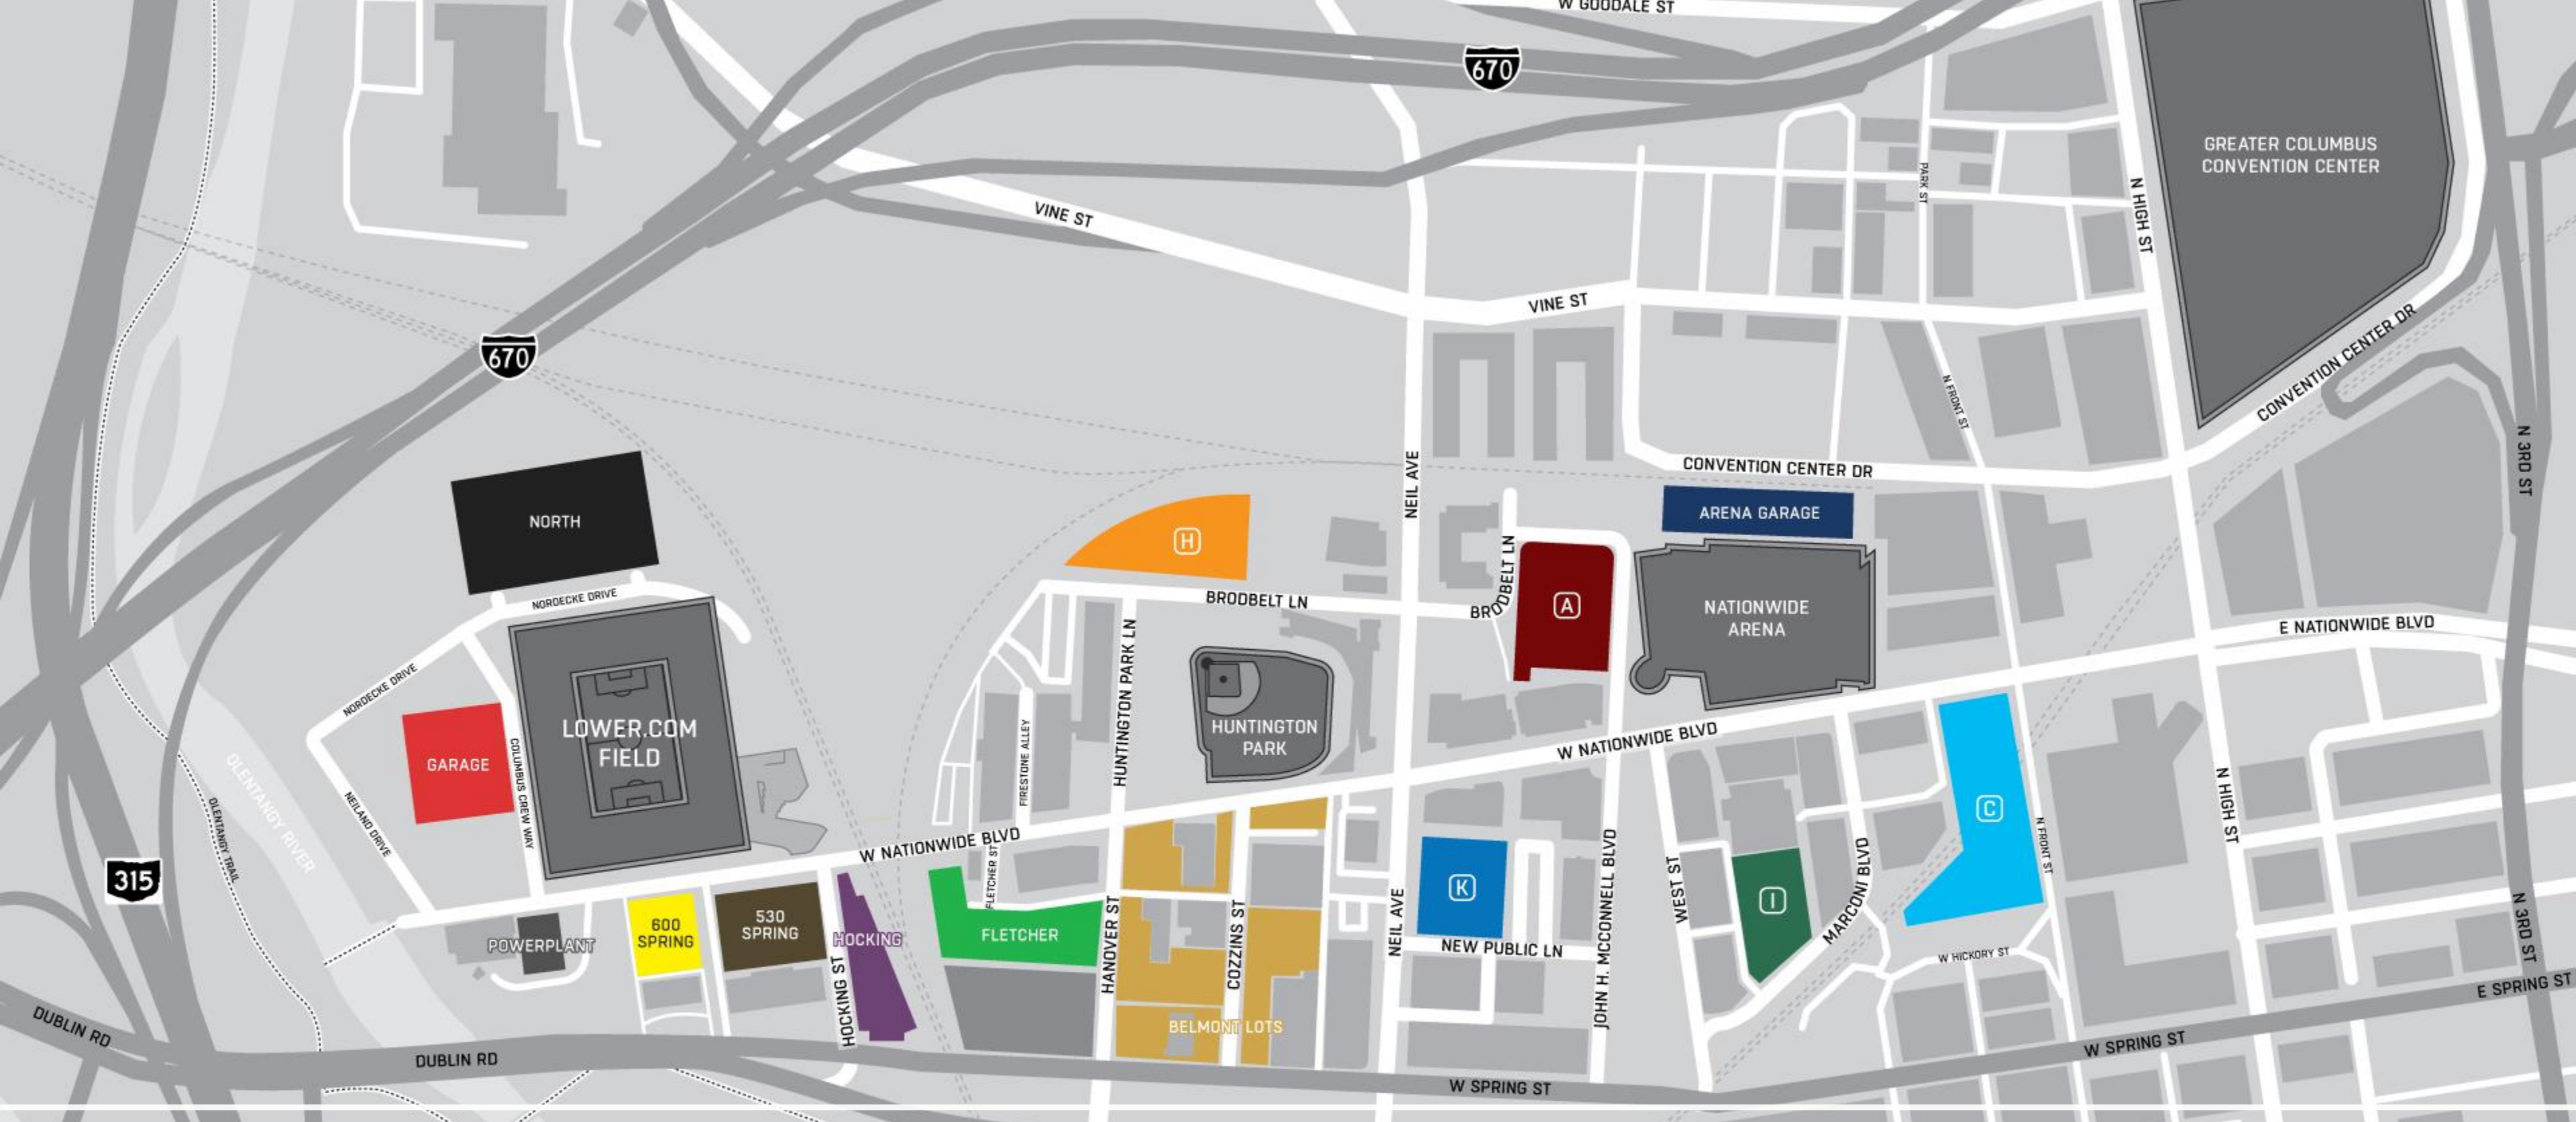 W GOODALE ST
670
GREATER COLUMBUS
CONVENTION CENTER
PARK ST
N HIGH ST
VINE ST
VINE ST
670
CONVENTION CENTER DR
N FRONT ST
N 3RD ST
NEIL AVE
CONVENTION CENTER DR
NORTH
H
ARENA GARAGE
BRODBELT LN
NORDECKE DRIVE
BRODBELT LN
A
NATIONWIDE
ARENA
E NATIONWIDE BLVD
NORDECKE DRIVE
HUNTINGTON PARK LN
LOWER.COM
FIELD
HUNTINGTON
PARK
W NATIONWIDE BLVD
GARAGE
COLUMBUS CREW WAY
FIRESTONE ALLEY
OLENTANGY RIVER
OLENTANGY TRAIL
NEILAND DRIVE
C
N HIGH ST
N FRONT ST
W NATIONWIDE BLVD
FLETCHER ST
315
K
JOHN H. MCCONNELL BLVD
WEST ST
I
MARCONI BLVD
600
SPRING
530
SPRING
HOCKING
FLETCHER
POWERPLANT
HANOVER ST
COZZINS ST
NEIL AVE
NEW PUBLIC LN
W HICKORY ST
N 3RD ST
HOCKING ST
E SPRING ST
DUBLIN RD
BELMONT LOTS
W SPRING ST
DUBLIN RD
W SPRING ST